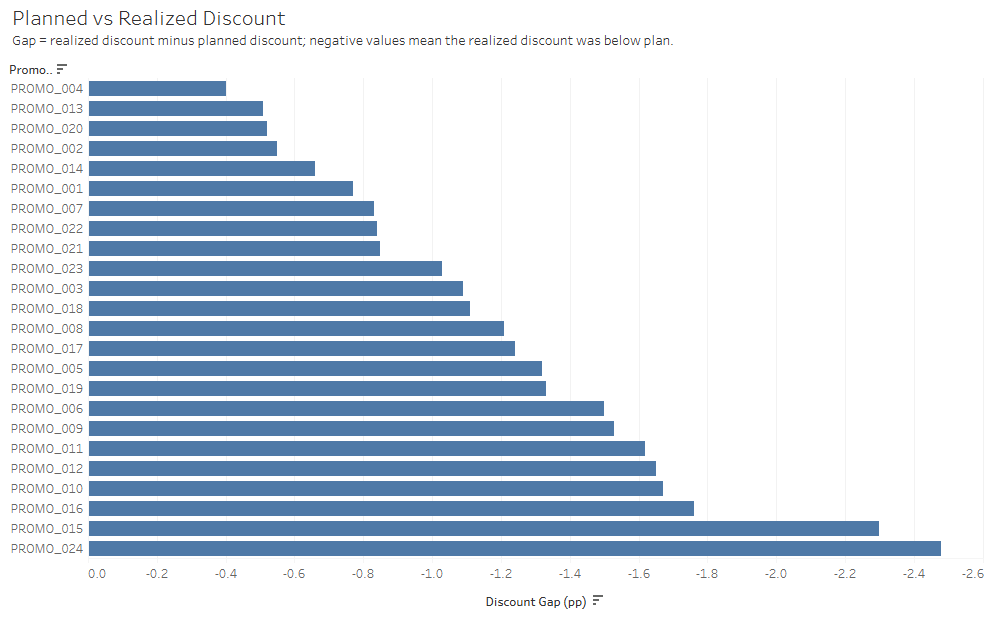 Planned vs Realized Discount
Gap = realized discount minus planned discount; negative values mean the realized discount was below plan.
Promo..
PROMO_004
PROMO_013
PROMO_020
PROMO_002
PROMO_014
PROMO_001
PROMO_007
PROMO_022
PROMO_021
PROMO_023
PROMO_003
PROMO_018
PROMO_008
PROMO_017
PROMO_005
PROMO_019
PROMO_006
PROMO_009
PROMO_011
PROMO_012
PROMO_010
PROMO_016
PROMO_015
PROMO_024
0.0 -0.2 -0.4 -0.6 -0.8 -1.0 -1.2 -1.4 -1.6 -1.8 -2.0 -2.2 -2.4 -2.6
Discount Gap (pp)